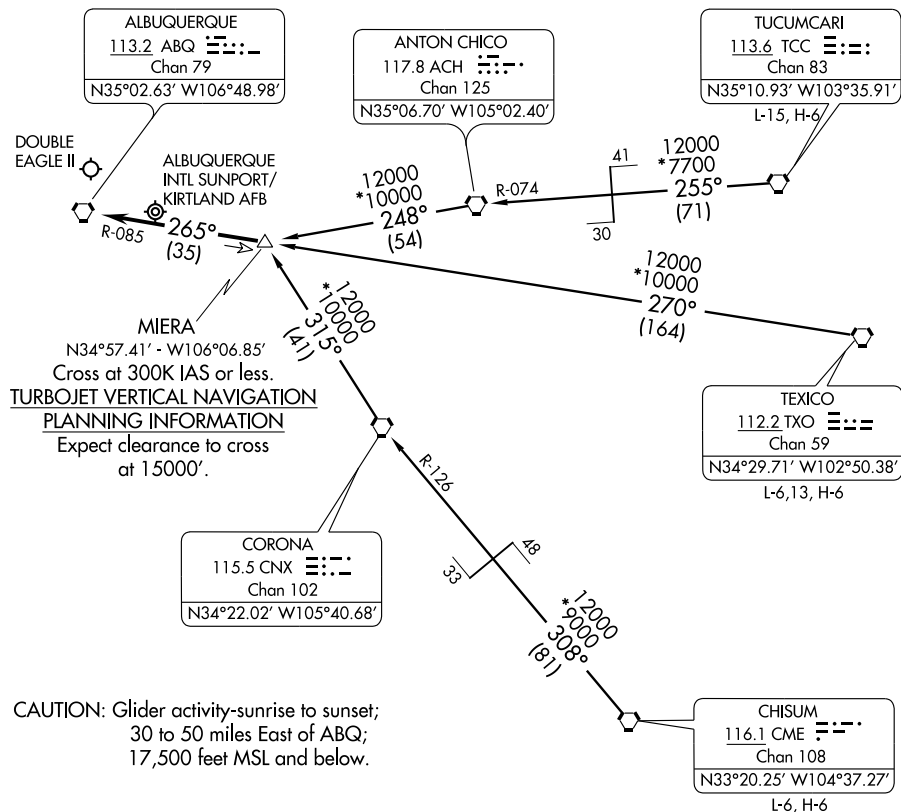 ALBUQUERQUE
113.2 ABQ
Chan 79
N35°02.63' W106°48.98'
ANTON CHICO
117.8 ACH
Chan 125
N35°06.70' W105°02.40'
TUCUMCARI
113.6 TCC
Chan 83
N35°10.93' W103°35.91'
L-15, H-6
DOUBLE
EAGLE II
ALBUQUERQUE
INTL SUNPORT/
KIRTLAND AFB
R-085
265°
(35)
12000
*10000
248°
(54)
R-074
41
30
12000
*7700
255°
(71)
12000
*10000
270°
(164)
12000
*10000
315°
(41)
MIERA
N34°57.41' - W106°06.85'
Cross at 300K IAS or less.
TURBOJET VERTICAL NAVIGATION
PLANNING INFORMATION
Expect clearance to cross
at 15000'.
TEXICO
112.2 TXO
Chan 59
N34°29.71' W102°50.38'
L-6,13, H-6
R-126
CORONA
115.5 CNX
Chan 102
N34°22.02' W105°40.68'
48
33
12000
*9000
308°
(81)
CAUTION: Glider activity-sunrise to sunset;
30 to 50 miles East of ABQ;
17,500 feet MSL and below.
CHISUM
116.1 CME
Chan 108
N33°20.25' W104°37.27'
L-6, H-6